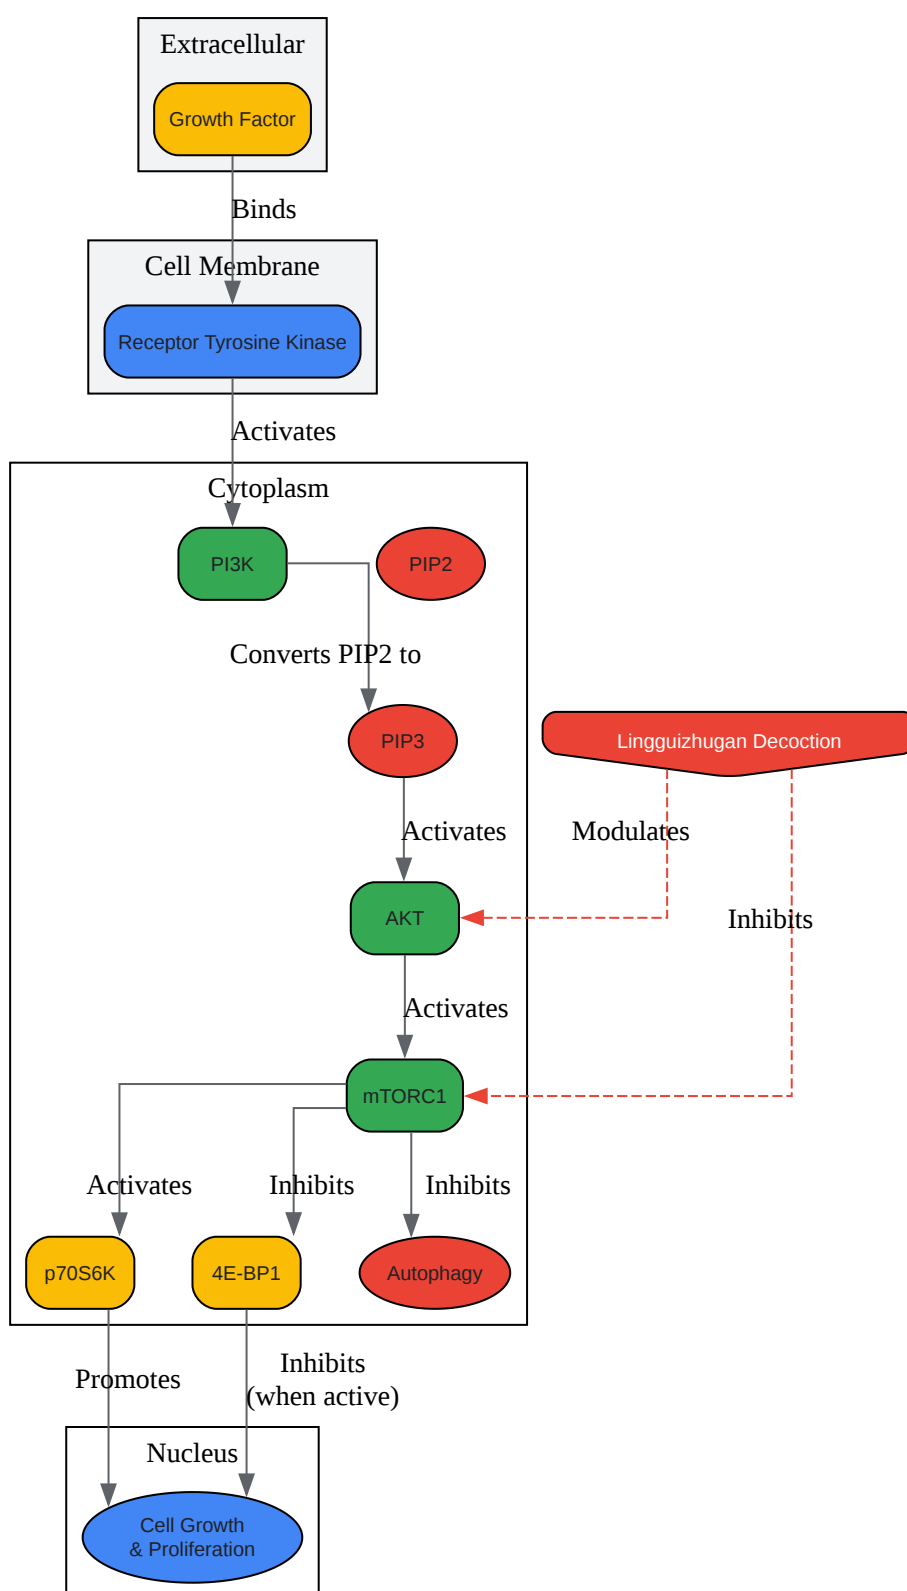 Extracellular
Growth Factor
Binds
Cell Membrane
Receptor Tyrosine Kinase
Activates
Cytoplasm
PI3K
PIP2
Converts PIP2 to
PIP3
Lingguizhugan Decoction
Activates
Modulates
AKT
Inhibits
Activates
mTORC1
Activates
Inhibits
Inhibits
p70S6K
4E-BP1
Autophagy
Promotes
Inhibits
(when active)
Nucleus
Cell Growth
& Proliferation